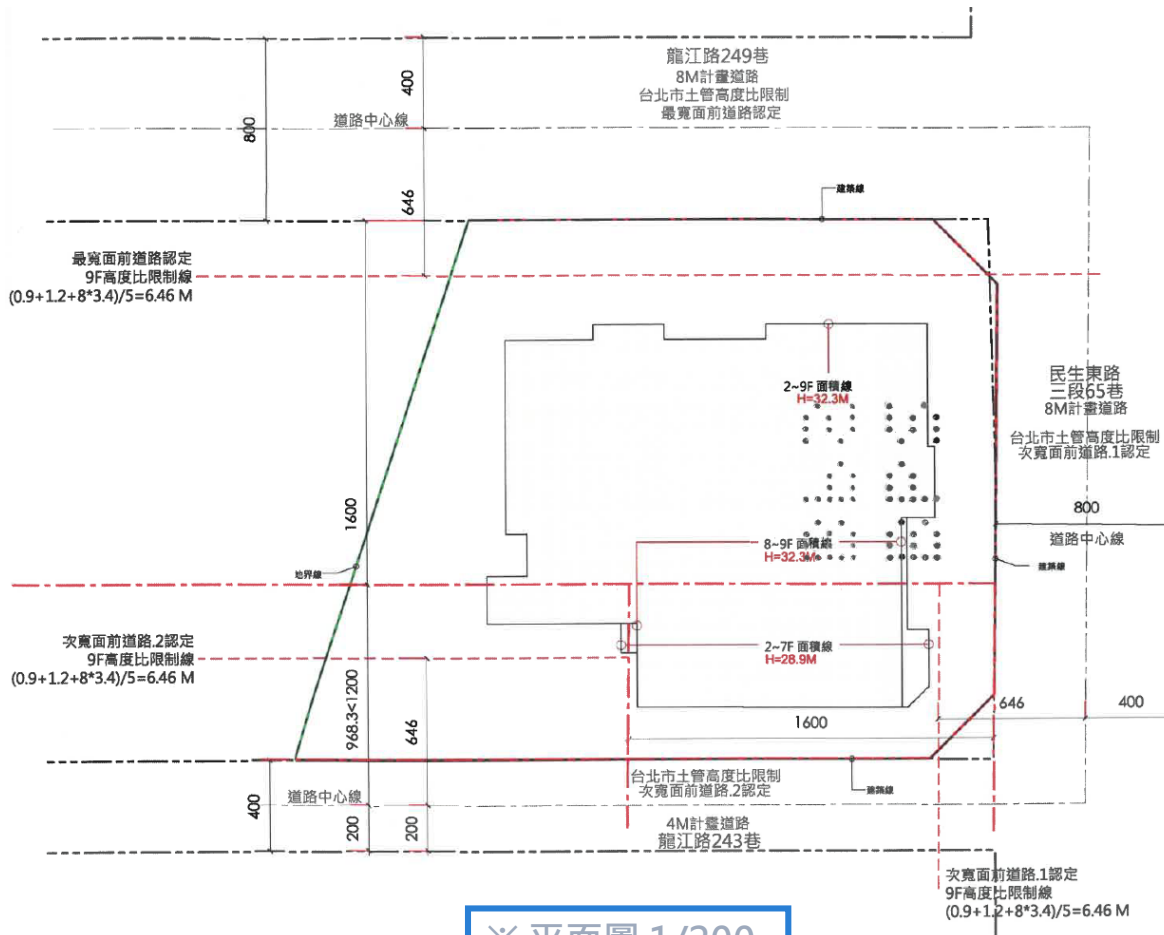 龍江路249巷
8M計畫道路
台北市土管高度比限制
最寬面前道路認定
400
道路中心線
800
646
建築線
最寬面前道路認定
9F高度比限制線
(0.9+1.2+8*3.4)/5=6.46 M
2~9F 面積線
H=32.3M
民生東路
三段65巷
8M計畫道路
台北市土管高度比限制
次寬面前道路.1認定
1600
800
道路中心線
8~9F 面積線
H=32.3M
地界線
建築線
次寬面前道路.2認定
9F高度比限制線
(0.9+1.2+8*3.4)/5=6.46 M
2~7F 面積線
H=28.9M
968.3<1200
646
1600
646
400
台北市土管高度比限制
次寬面前道路.2認定
建築線
道路中心線
400
200
200
4M計畫道路
龍江路243巷
次寬面前道路.1認定
9F高度比限制線
(0.9+1.2+8*3.4)/5=6.46 M
※ 平面圖 1/200